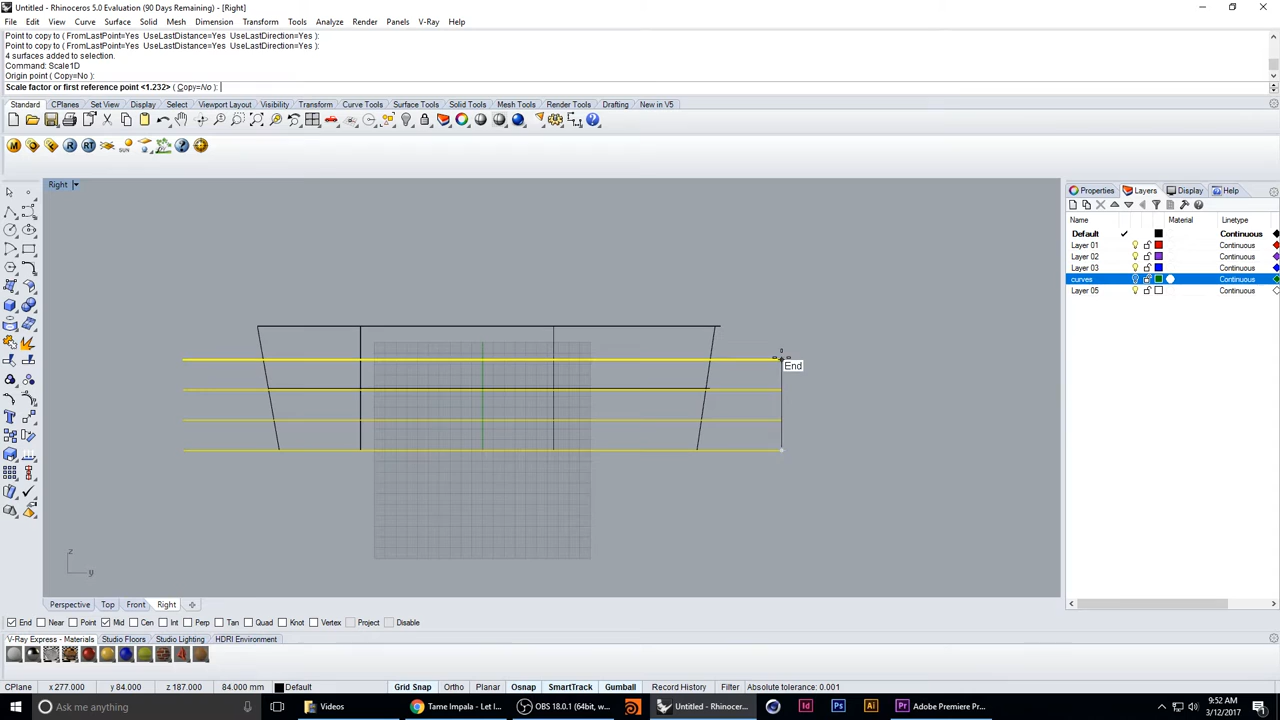 Untitled - Rhinoceros 5.0 Evaluation (90 Days Remaining) - [Right]
File Edit View Curve Surface Solid Mesh Dimension Transform Tools Analyze Render Panels V-Ray Help
Point to copy to ( FromLastPoint=Yes UseLastDistance=Yes UseLastDirection=Yes ):
Point to copy to ( FromLastPoint=Yes UseLastDistance=Yes UseLastDirection=Yes ):
4 surfaces added to selection.
Command: Scale1D
Origin point ( Copy=No ):
Scale factor or first reference point <1.232> ( Copy=No ):
Standard CPlanes Set View Display Select Viewport Layout Visibility Transform Curve Tools Surface Tools Solid Tools Mesh Tools Render Tools Drafting New in V5
Right
Properties Layers Display Help
Name Material Linetype
Default Continuous
Layer 01 Continuous
Layer 02 Continuous
Layer 03 Continuous
curves Continuous
Layer 05 Continuous
End
z
y
Perspective Top Front Right
End Near Point Mid Cen Int Perp Tan Quad Knot Vertex Project Disable
V-Ray Express - Materials Studio Floors Studio Lighting HDRI Environment
CPlane x 277.000 y 84.000 z 187.000 84.000 mm Default Grid Snap Ortho Planar Osnap SmartTrack Gumball Record History Filter Absolute tolerance: 0.001
Ask me anything Videos Tame Impala - Let I... OBS 18.0.1 (64bit, w... Untitled - Rhinocer... Adobe Premiere Pr...
9:52 AM
3/12/2017